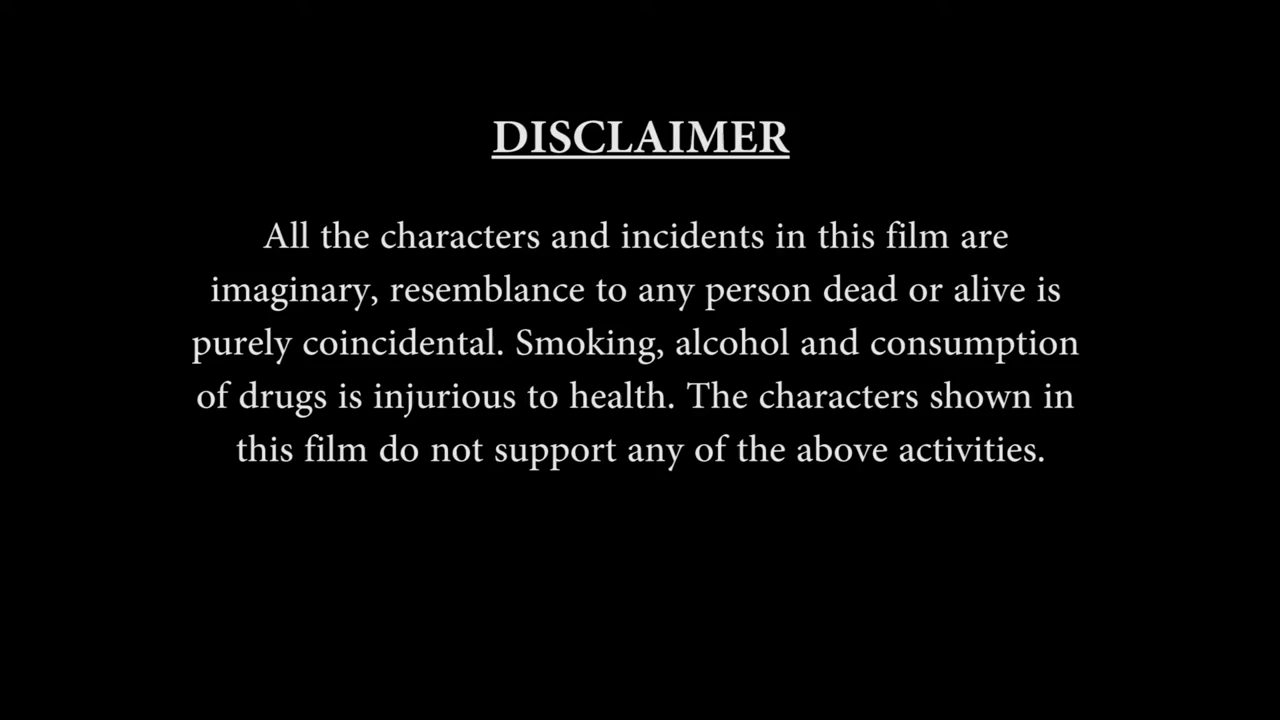 DISCLAIMER
All the characters and incidents in this film are
imaginary, resemblance to any person dead or alive is
purely coincidental. Smoking, alcohol and consumption
of drugs is injurious to health. The characters shown in
this film do not support any of the above activities.